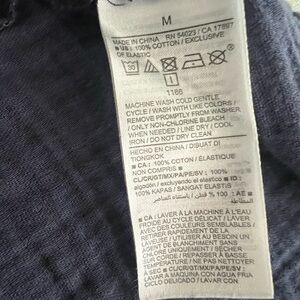 M
MADE IN CHINA RN 54023 / CA 17897
■ US: 100% COTTON / EXCLUSIVE
OF ELASTIC
30
1166
MACHINE WASH COLD GENTLE
CYCLE / WASH WITH LIKE COLORS /
REMOVE PROMPTLY FROM WASHER
/ ONLY NON-CHLORINE BLEACH
WHEN NEEDED / LINE DRY / COOL
IRON / DO NOT DRY CLEAN
HECHO EN CHINA / DIBUAT DI
TIONGKOK
■ CA : 100% COTON / ÉLASTIQUE
NON COMPRIS
CL/CR/GT/MX/PA/PE/SV : 100%
algodón / excluyendo el elastico ■ ID :
100% KAPAS / SANGAT ELASTIS
■ CA : LAVER À LA MACHINE À L'EAU
FROIDE AU CYCLE DÉLICAT / LAVER
AVEC DES COULEURS SEMBLABLES /
RETIRER AUSSITÔT DE LA
LAVEUSE / UTILISER AU BESOIN UN
AGENT DE BLANCHIMENT SANS
CHLORE UNIQUEMENT / SÉCHER
SUR CORDE / REPASSER À BASSE
TEMPÉRATURE / NE PAS NETTOYER
À SEC ■ CL/CR/GT/MX/PA/PE/SV :
LAVAR A MÁQUINA CON AGUA FRÍA
CICLO DELICADO / LAVAR CON